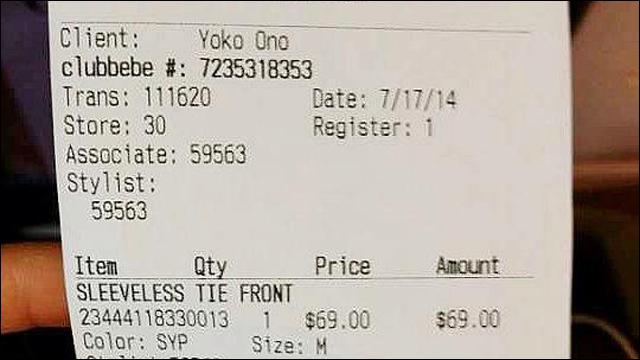 Client: Yoko Ono
clubbebe #: 7235318353
Trans: 111620 Date: 7/17/14
Store: 30 Register: 1
Associate: 59563
Stylist:
59563
Item Qty Price Amount
SLEEVELESS TIE FRONT
23444118330013 1 $69.00 $69.00
Color: SYP Size: M